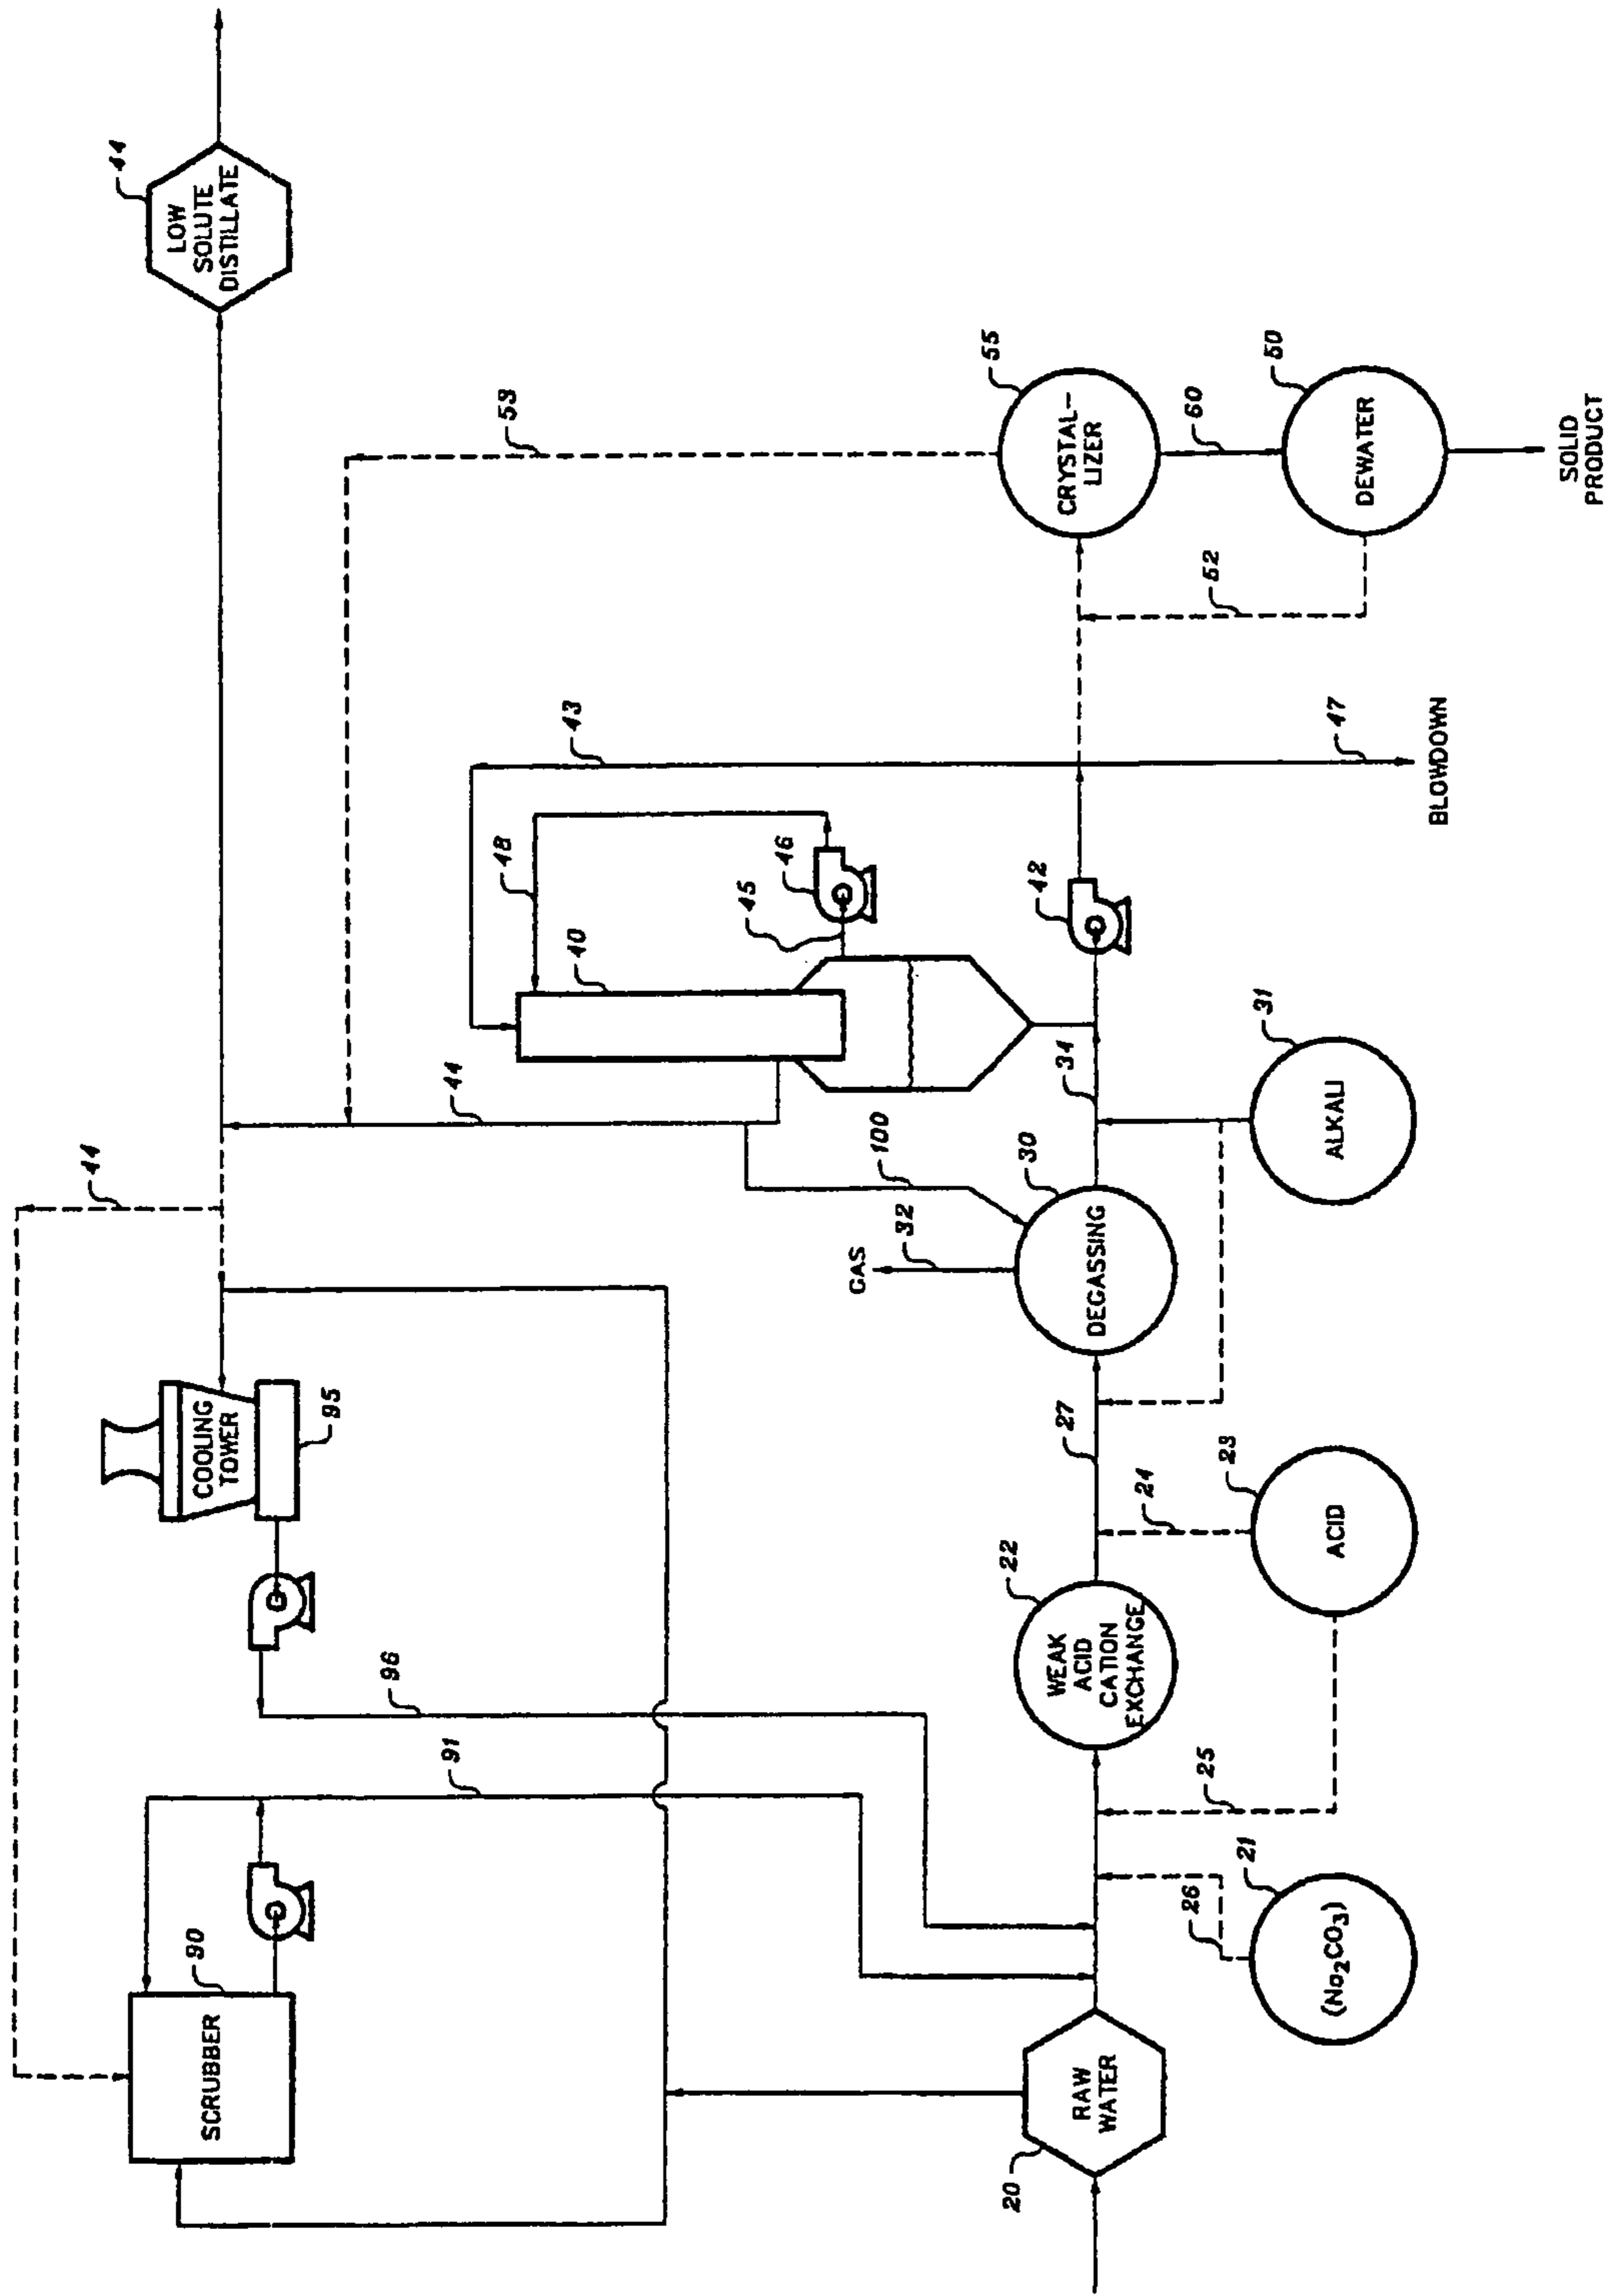 44
44
SCRUBBER
90
COOLING
TOWER
95
LOW
SOLUTE
DISTILLATE
91
96
44
48
53
40
43
45
46
GAS
32
100
20
RAW
WATER
22
WEAK
ACID
CATION
EXCHANGE
27
30
DEGASSING
34
42
55
CRYSTAL-
LIZER
26
25
24
52
60
21
(Na₂CO₃)
23
ACID
31
ALKALI
47
BLOWDOWN
50
DEWATER
SOLID
PRODUCT